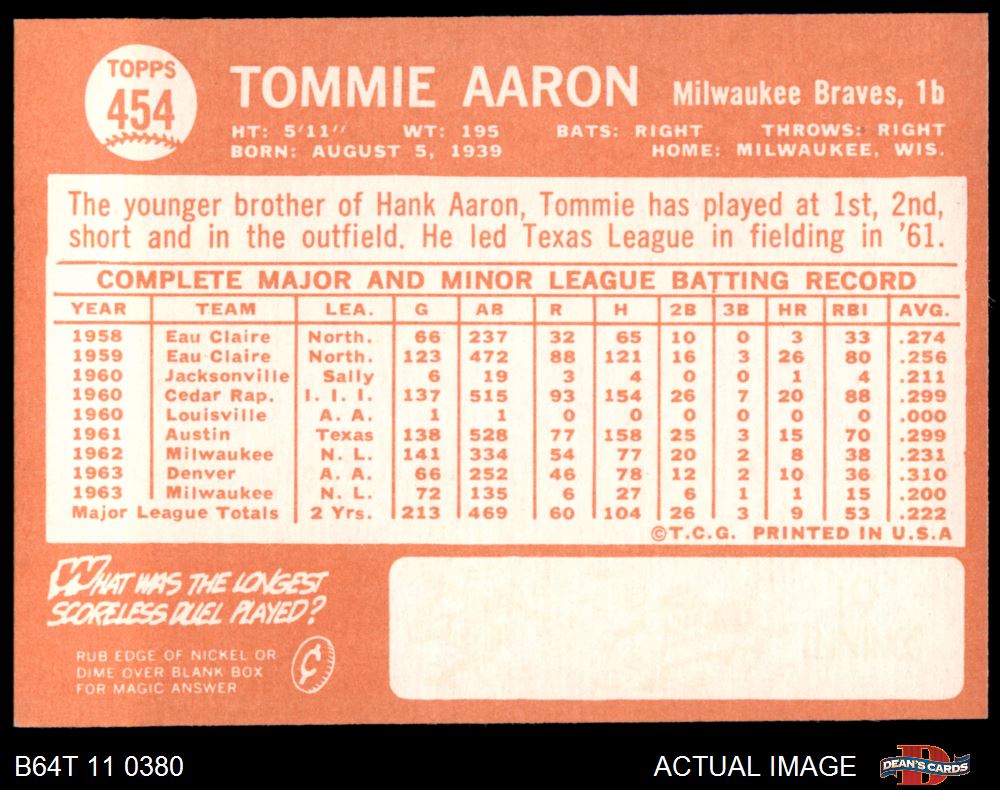 TOPPS
454
TOMMIE AARON Milwaukee Braves, 1b
HT: 5'11" WT: 195 BATS: RIGHT THROWS: RIGHT
BORN: AUGUST 5, 1939 HOME: MILWAUKEE, WIS.
The younger brother of Hank Aaron, Tommie has played at 1st, 2nd,
short and in the outfield. He led Texas League in fielding in '61.
COMPLETE MAJOR AND MINOR LEAGUE BATTING RECORD
YEAR TEAM LEA. G AB R H 2B 3B HR RBI AVG.
1958 Eau Claire North. 66 237 32 65 10 0 3 33 .274
1959 Eau Claire North. 123 472 88 121 16 3 26 80 .256
1960 Jacksonville Sally 6 19 3 4 0 0 1 4 .211
1960 Cedar Rap. I. I. I. 137 515 93 154 26 7 20 88 .299
1960 Louisville A. A. 1 1 0 0 0 0 0 0 .000
1961 Austin Texas 138 528 77 158 25 3 15 70 .299
1962 Milwaukee N. L. 141 334 54 77 20 2 8 38 .231
1963 Denver A. A. 66 252 46 78 12 2 10 36 .310
1963 Milwaukee N. L. 72 135 6 27 6 1 1 15 .200
Major League Totals 2 Yrs. 213 469 60 104 26 3 9 53 .222
©T.C.G. PRINTED IN U.S.A
WHAT WAS THE LONGEST
SCORELESS DUEL PLAYED?
RUB EDGE OF NICKEL OR
DIME OVER BLANK BOX
FOR MAGIC ANSWER
¢
B64T 11 0380 ACTUAL IMAGE DEAN'S CARDS